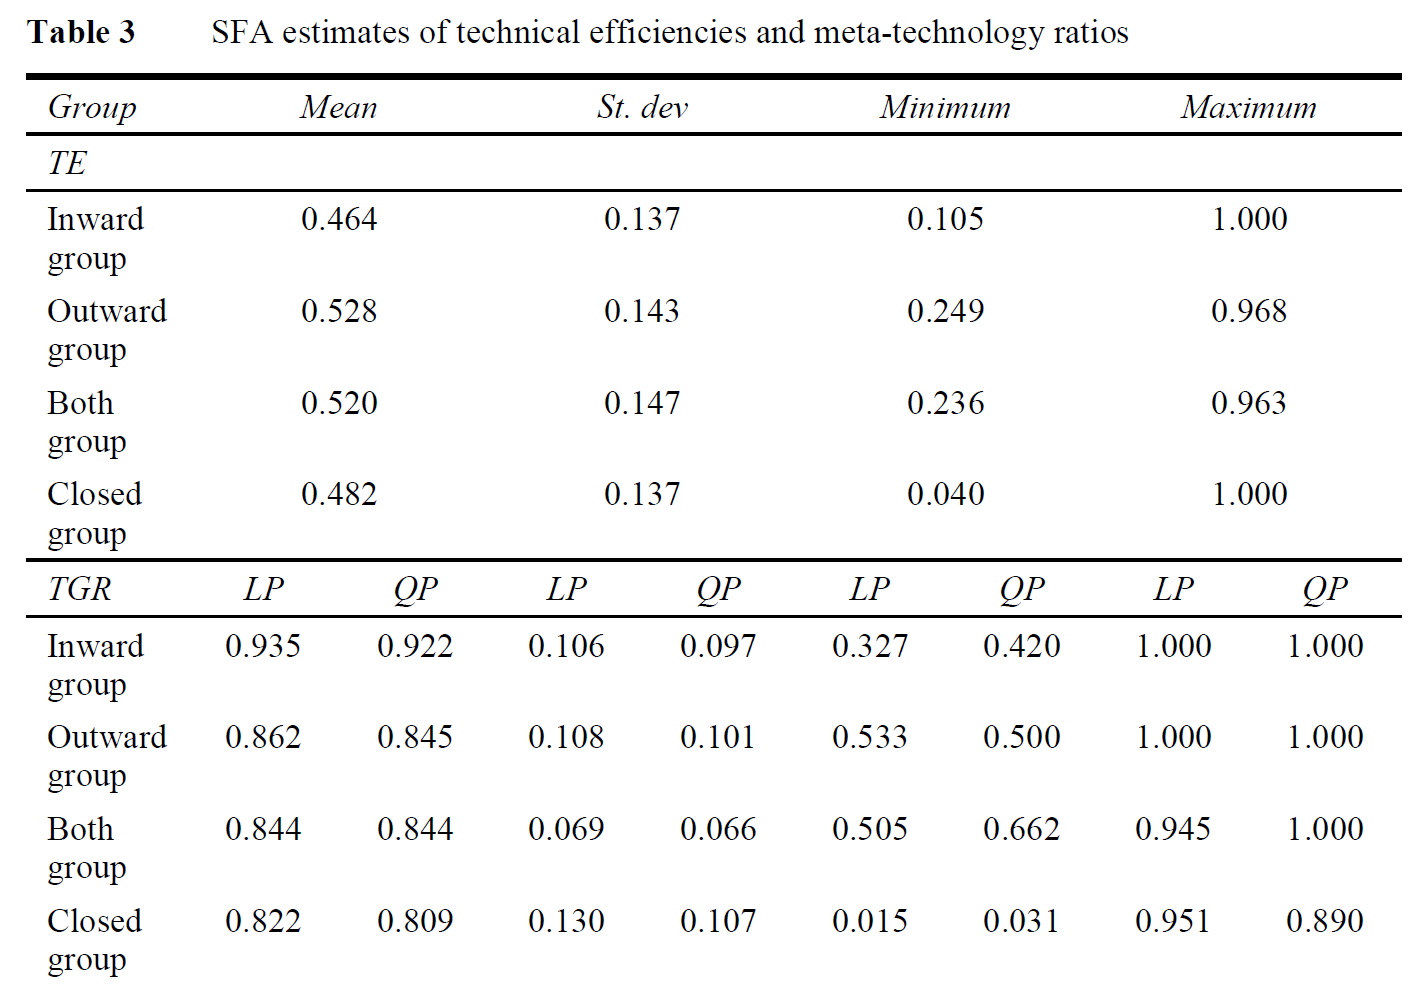 Table 3 SFA estimates of technical efficiencies and meta-technology ratios
Group Mean St. dev Minimum Maximum
TE
Inward group 0.464 0.137 0.105 1.000
Outward group 0.528 0.143 0.249 0.968
Both group 0.520 0.147 0.236 0.963
Closed group 0.482 0.137 0.040 1.000
TGR LP QP LP QP LP QP LP QP
Inward group 0.935 0.922 0.106 0.097 0.327 0.420 1.000 1.000
Outward group 0.862 0.845 0.108 0.101 0.533 0.500 1.000 1.000
Both group 0.844 0.844 0.069 0.066 0.505 0.662 0.945 1.000
Closed group 0.822 0.809 0.130 0.107 0.015 0.031 0.951 0.890